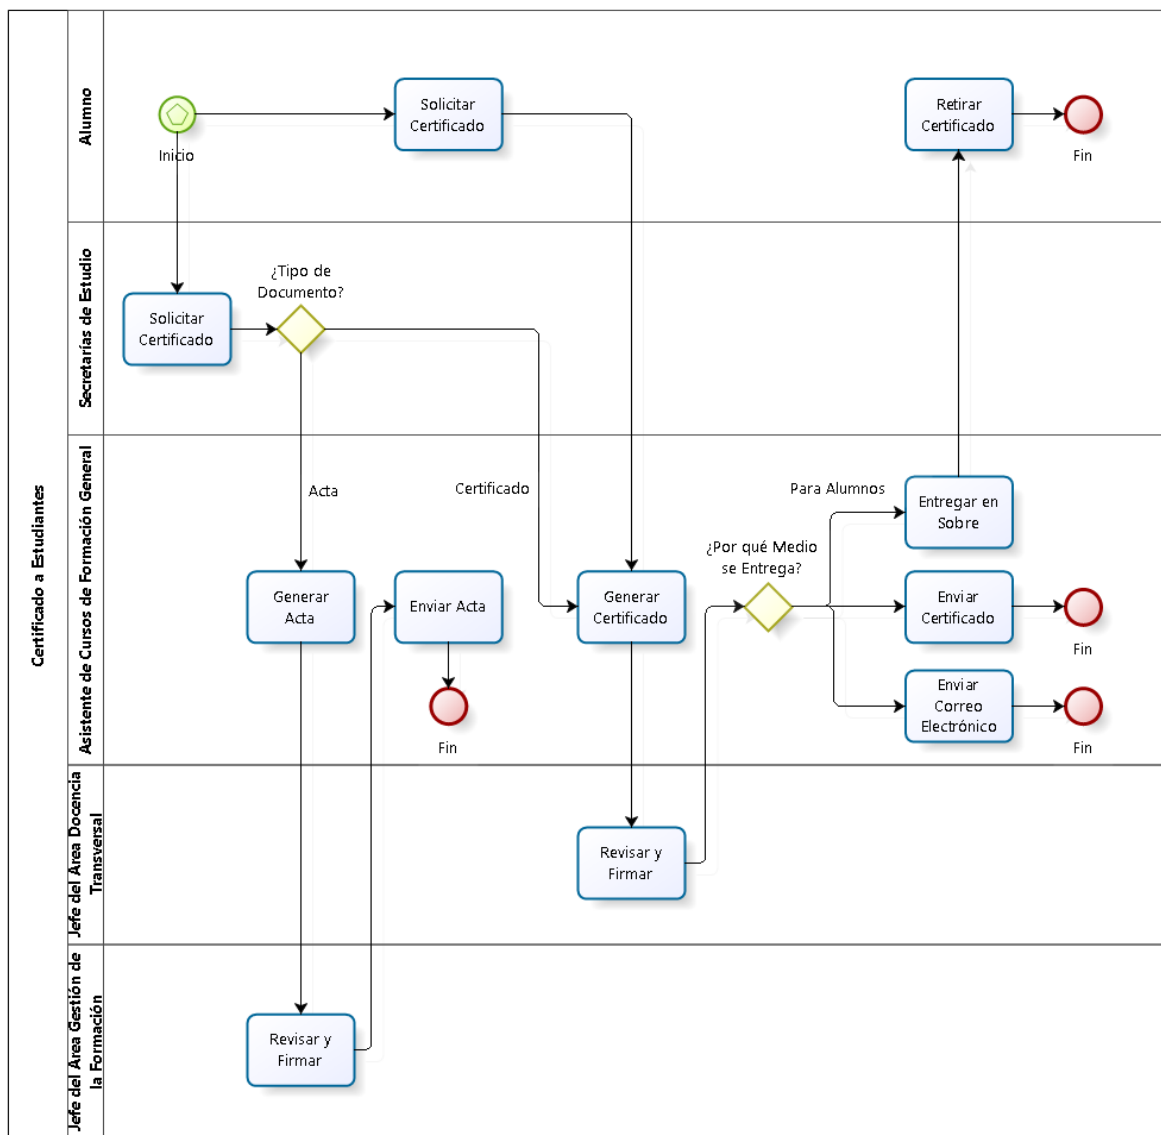 Certificado a Estudiantes
Alumno
Inicio
Solicitar
Certificado
Retirar
Certificado
Fin
Secretarías de Estudio
Solicitar
Certificado
¿Tipo de
Documento?
Asistente de Cursos de Formación General
Acta
Certificado
Para Alumnos
Entregar en
Sobre
¿Por qué Medio
se Entrega?
Generar
Acta
Enviar Acta
Generar
Certificado
Enviar
Certificado
Fin
Fin
Enviar
Correo
Electrónico
Fin
Jefe del Area Docencia
Transversal
Revisar y
Firmar
Jefe del Area Gestión de
la Formación
Revisar y
Firmar